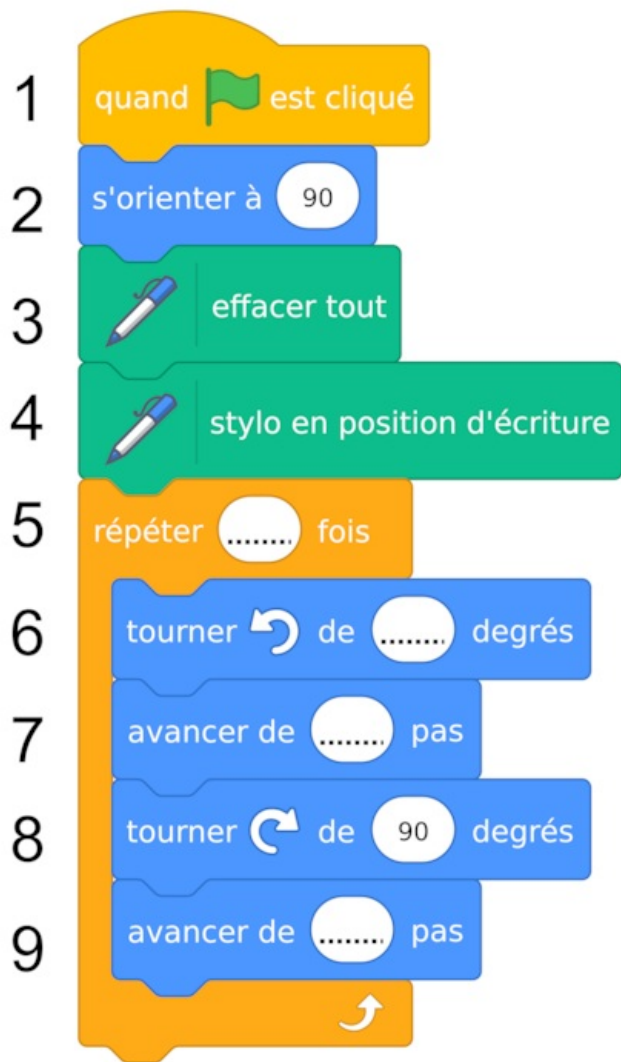 1 quand est cliqué
2 s'orienter à 90
3 effacer tout
4 stylo en position d'écriture
5 répéter ........ fois
6 tourner de ........ degrés
7 avancer de ........ pas
8 tourner de 90 degrés
9 avancer de ........ pas